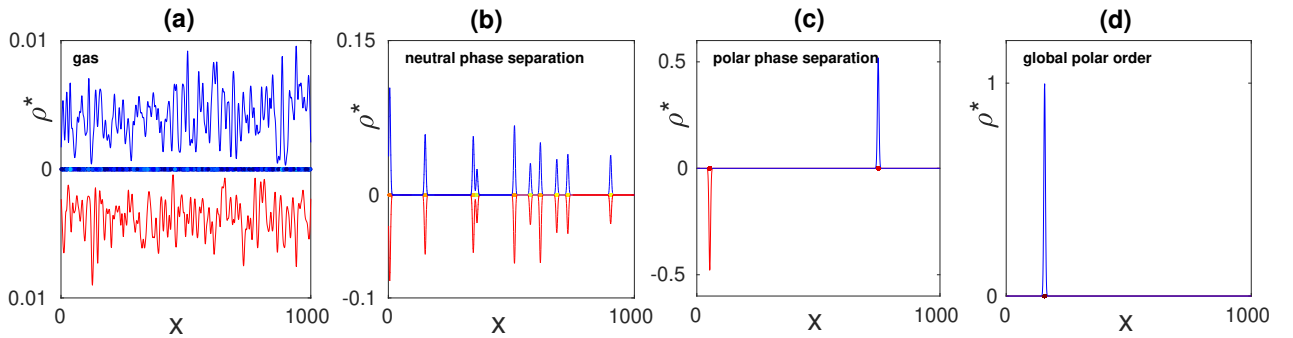 (a)
0.01
gas
ρ*
0
0.01
0
X
1000
(b)
0.15
neutral phase separation
ρ*
0
-0.1
0
X
1000
(c)
0.5
polar phase separation
ρ*
0
-0.5
0
X
1000
(d)
global polar order
1
ρ*
0
0
X
1000